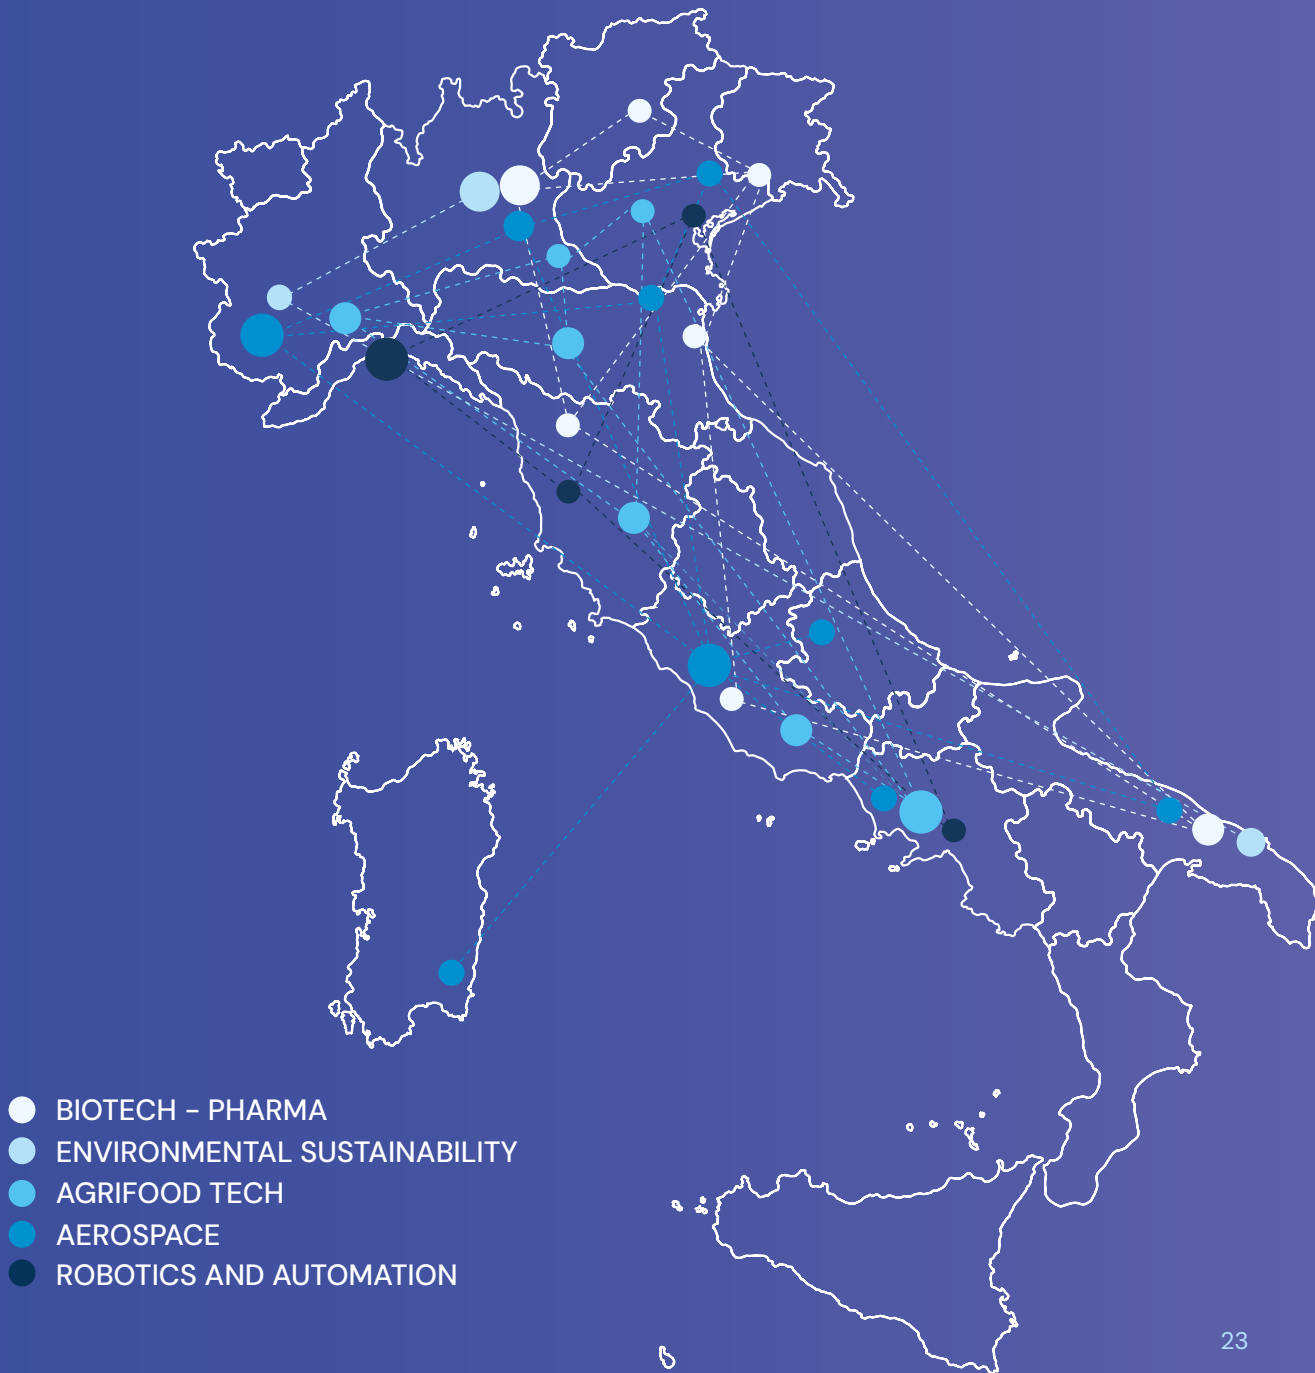 BIOTECH – PHARMA
ENVIRONMENTAL SUSTAINABILITY
AGRIFOOD TECH
AEROSPACE
ROBOTICS AND AUTOMATION
23